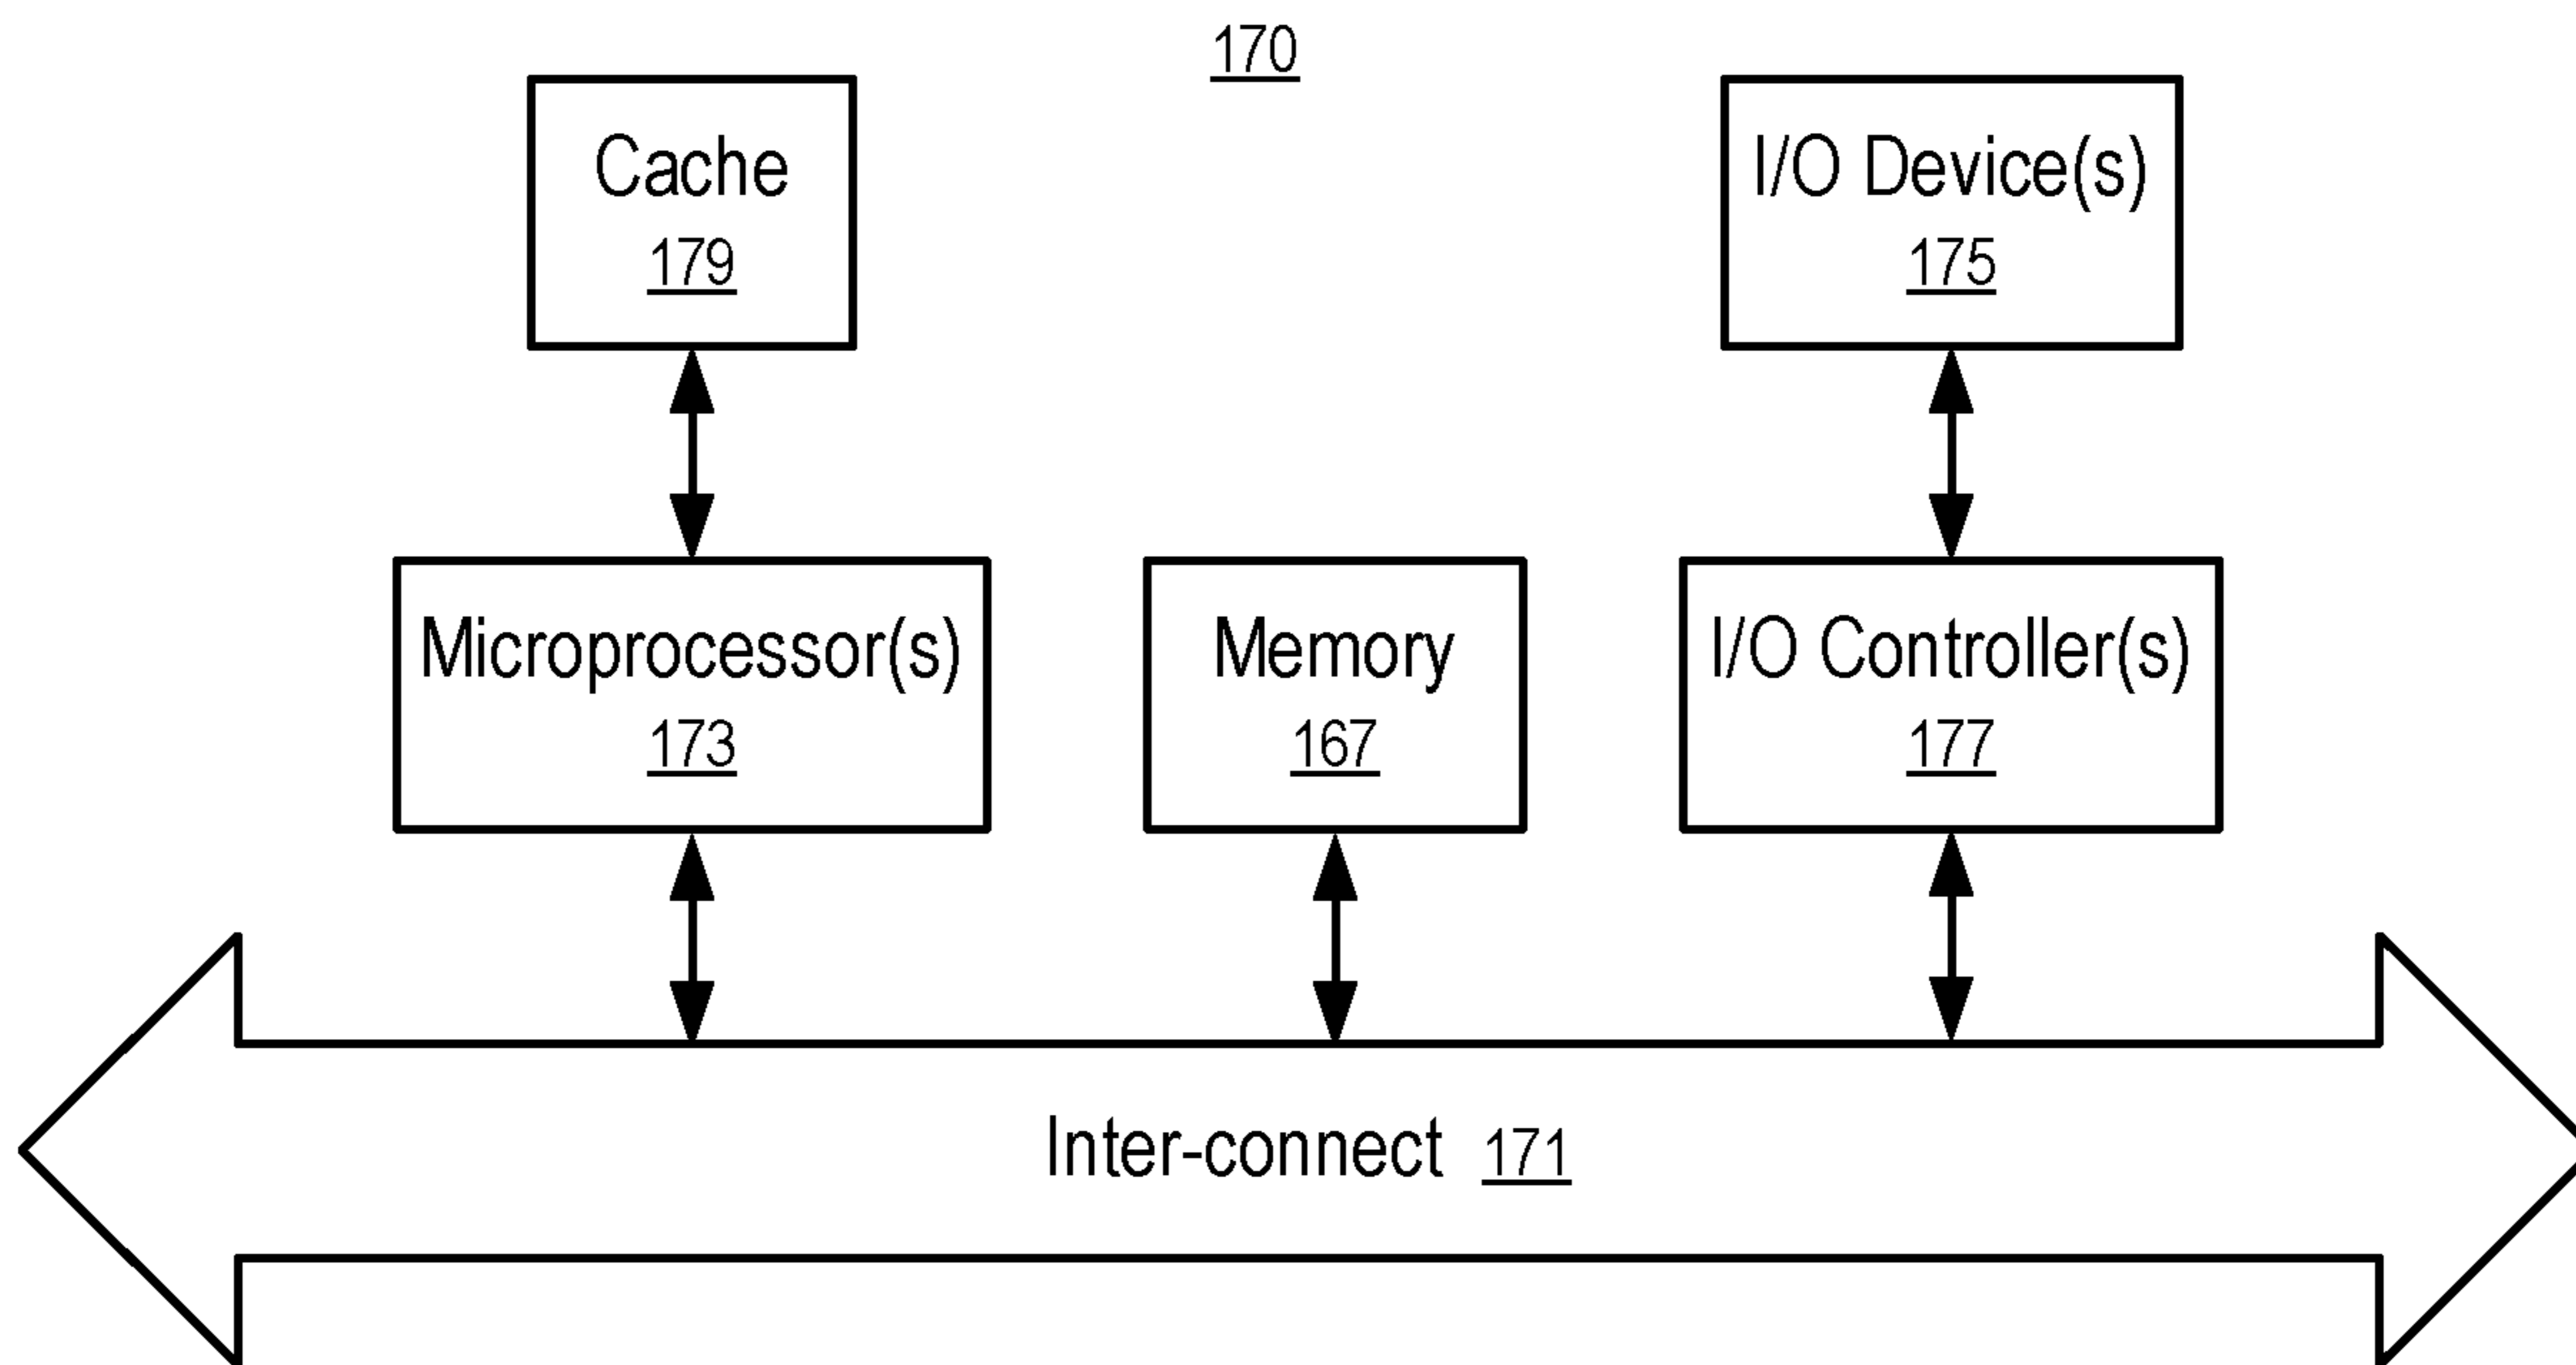 170
Cache
179
I/O Device(s)
175
Microprocessor(s)
173
Memory
167
I/O Controller(s)
177
Inter-connect 171